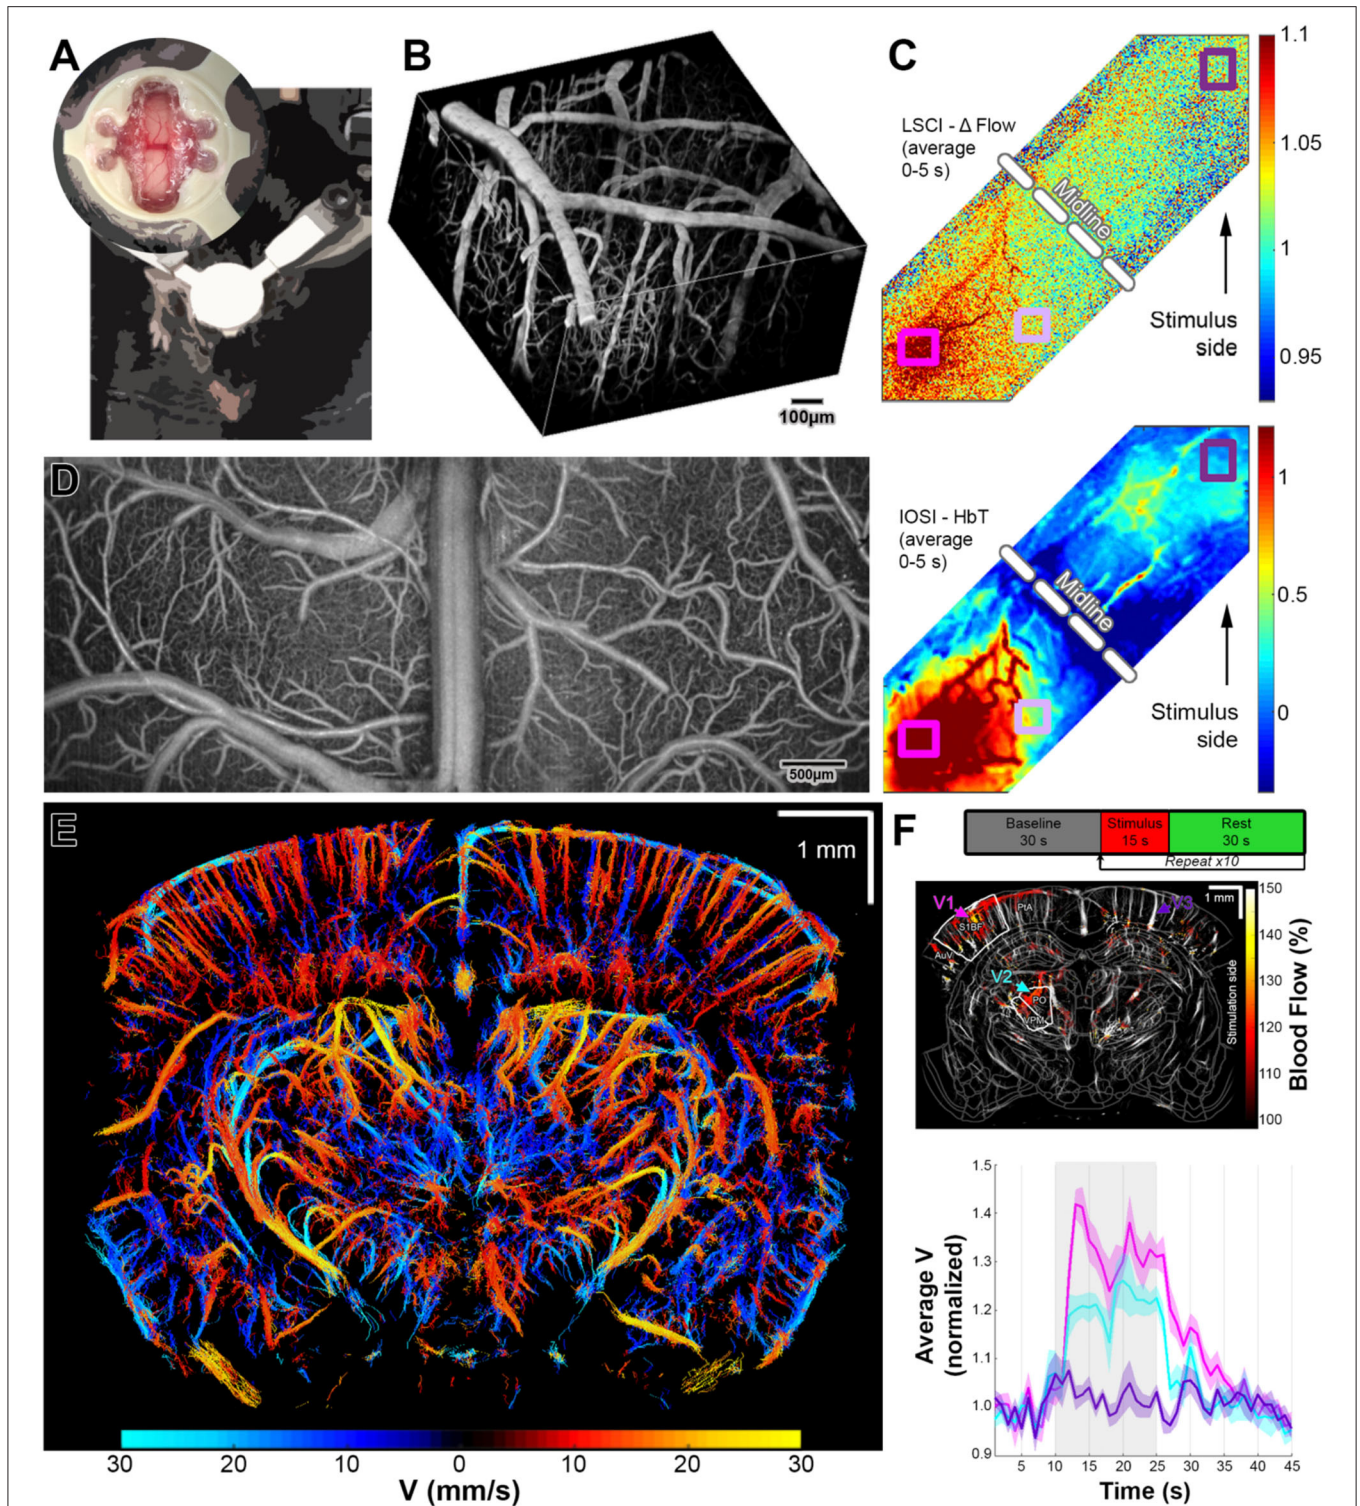 A
B
100μm
C
LSCI - Δ Flow
(average
0-5 s)
Midline
Stimulus
side
1.1
1.05
1
0.95
D
500μm
IOSI - HbT
(average
0-5 s)
Midline
Stimulus
side
1
0.5
0
E
1 mm
30 20 10 0 10 20 30
V (mm/s)
F
Baseline
30 s
Stimulus
15 s
Rest
30 s
Repeat x10
1 mm
V1
V3
PtA
S1BF
AuV
V2
PO
VPM
Stimulation side
150
140
130
120
110
100
Blood Flow (%)
1.5
1.4
1.3
1.2
1.1
1.0
0.9
Average V
(normalized)
5 10 15 20 25 30 35 40 45
Time (s)